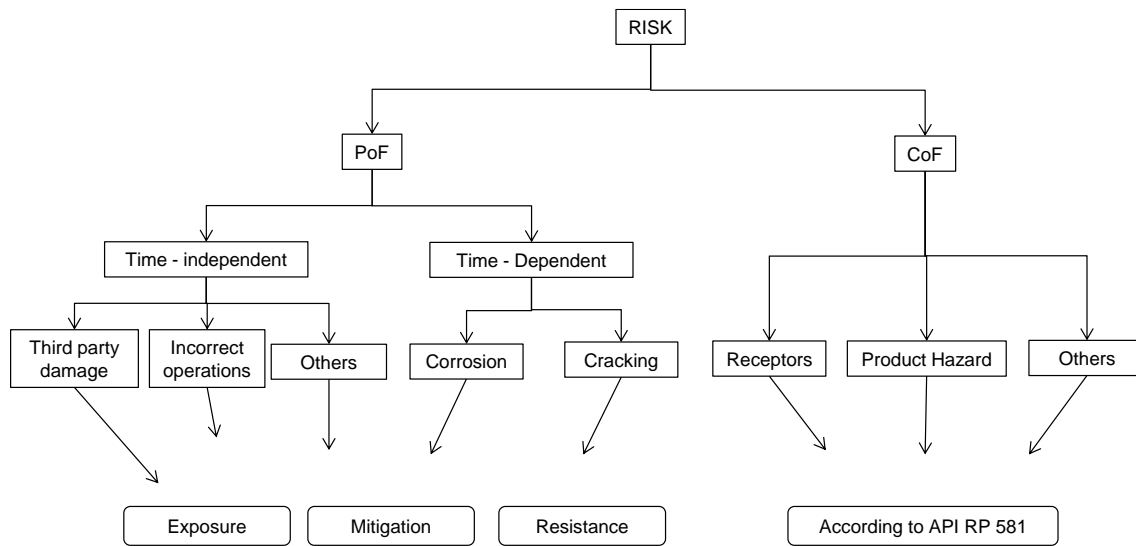 RISK
PoF
CoF
Time - independent
Time - Dependent
Third party
damage
Incorrect
operations
Others
Corrosion
Cracking
Receptors
Product Hazard
Others
Exposure
Mitigation
Resistance
According to API RP 581